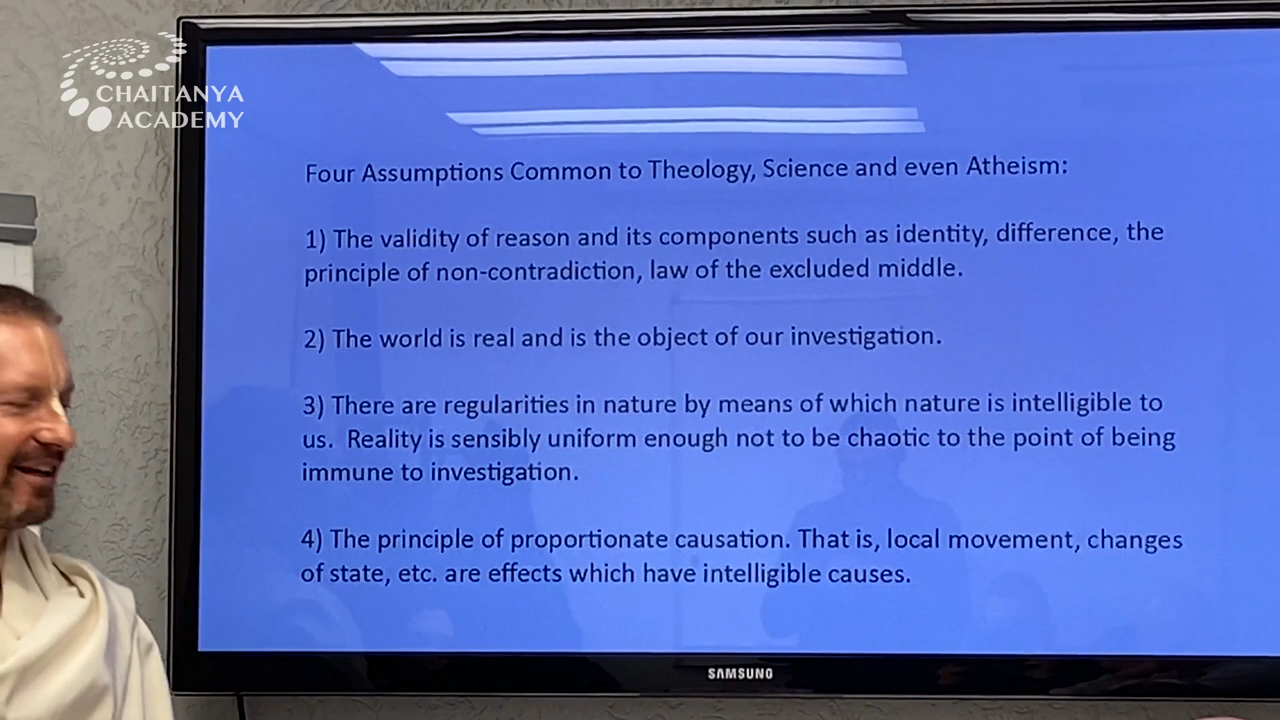 CHAITANYA
ACADEMY
Four Assumptions Common to Theology, Science and even Atheism:
1) The validity of reason and its components such as identity, difference, the
principle of non-contradiction, law of the excluded middle.
2) The world is real and is the object of our investigation.
3) There are regularities in nature by means of which nature is intelligible to
us.  Reality is sensibly uniform enough not to be chaotic to the point of being
immune to investigation.
4) The principle of proportionate causation. That is, local movement, changes
of state, etc. are effects which have intelligible causes.
SAMSUNG